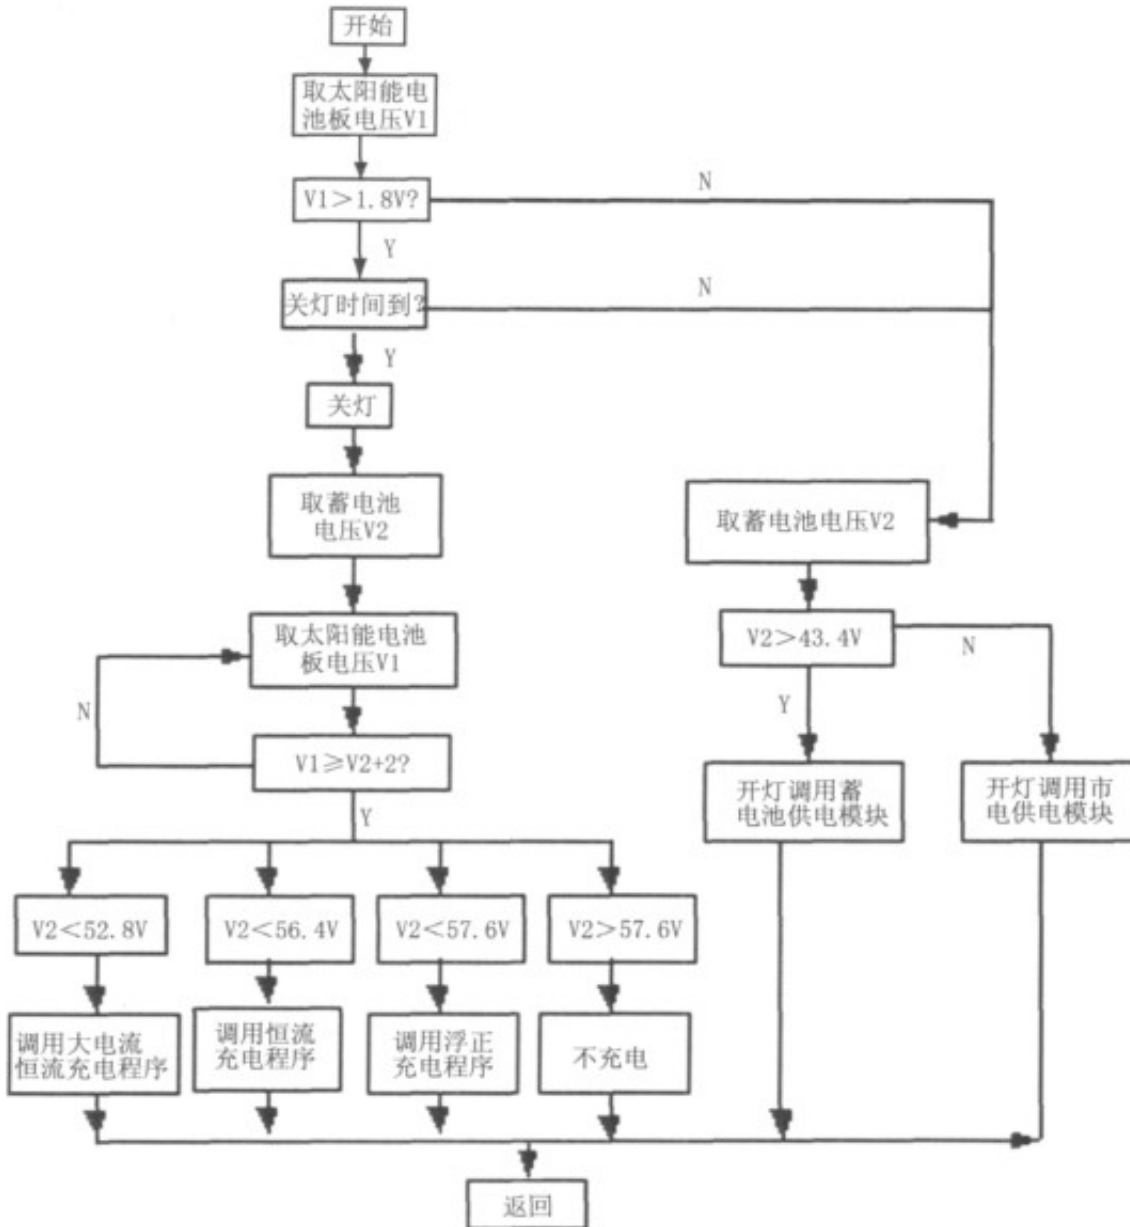 开始
取太阳能电
池板电压V1
V1>1.8V?
N
Y
关灯时间到?
N
Y
关灯
取蓄电池
电压V2
取蓄电池电压V2
取太阳能电池
板电压V1
V2>43.4V
N
Y
N
V1≥V2+2?
Y
开灯调用蓄
电池供电模块
开灯调用市
电供电模块
V2<52.8V
V2<56.4V
V2<57.6V
V2>57.6V
调用大电流
恒流充电程序
调用恒流
充电程序
调用浮正
充电程序
不充电
返回